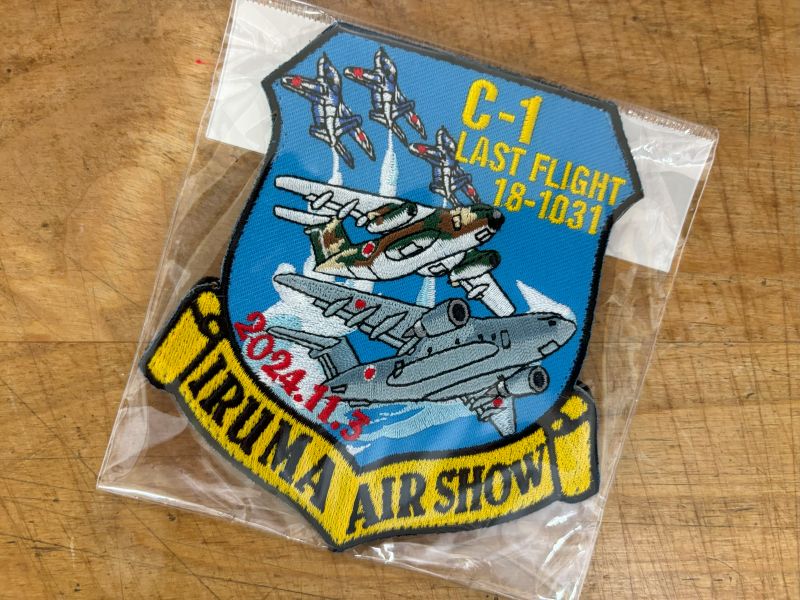 C-1
LAST FLIGHT
18-1031
2024.11.3
IRUMA AIR SHOW